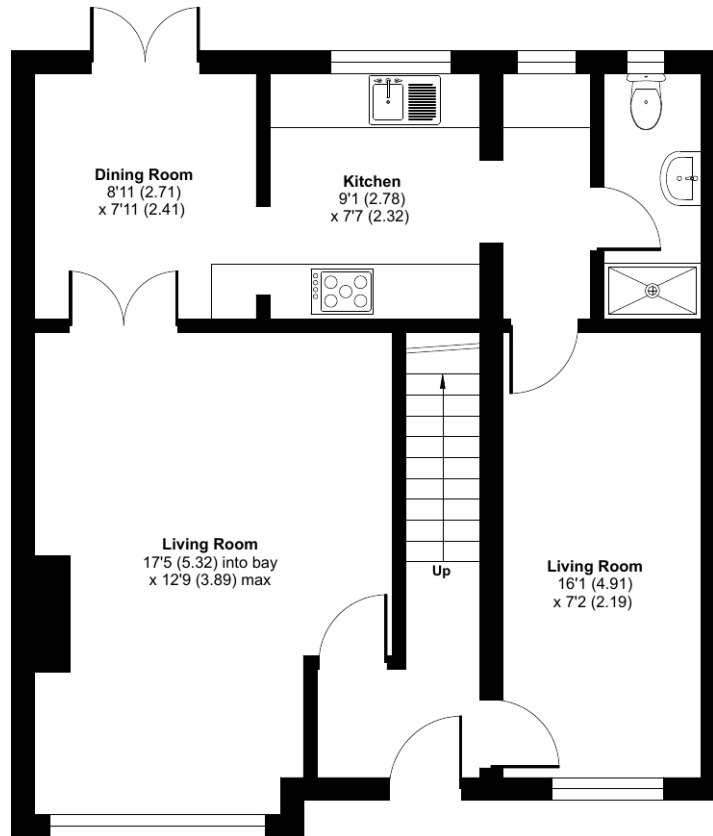 Dining Room
8'11 (2.71)
x 7'11 (2.41)
Kitchen
9'1 (2.78)
x 7'7 (2.32)
Living Room
17'5 (5.32) into bay
x 12'9 (3.89) max
Up
Living Room
16'1 (4.91)
x 7'2 (2.19)